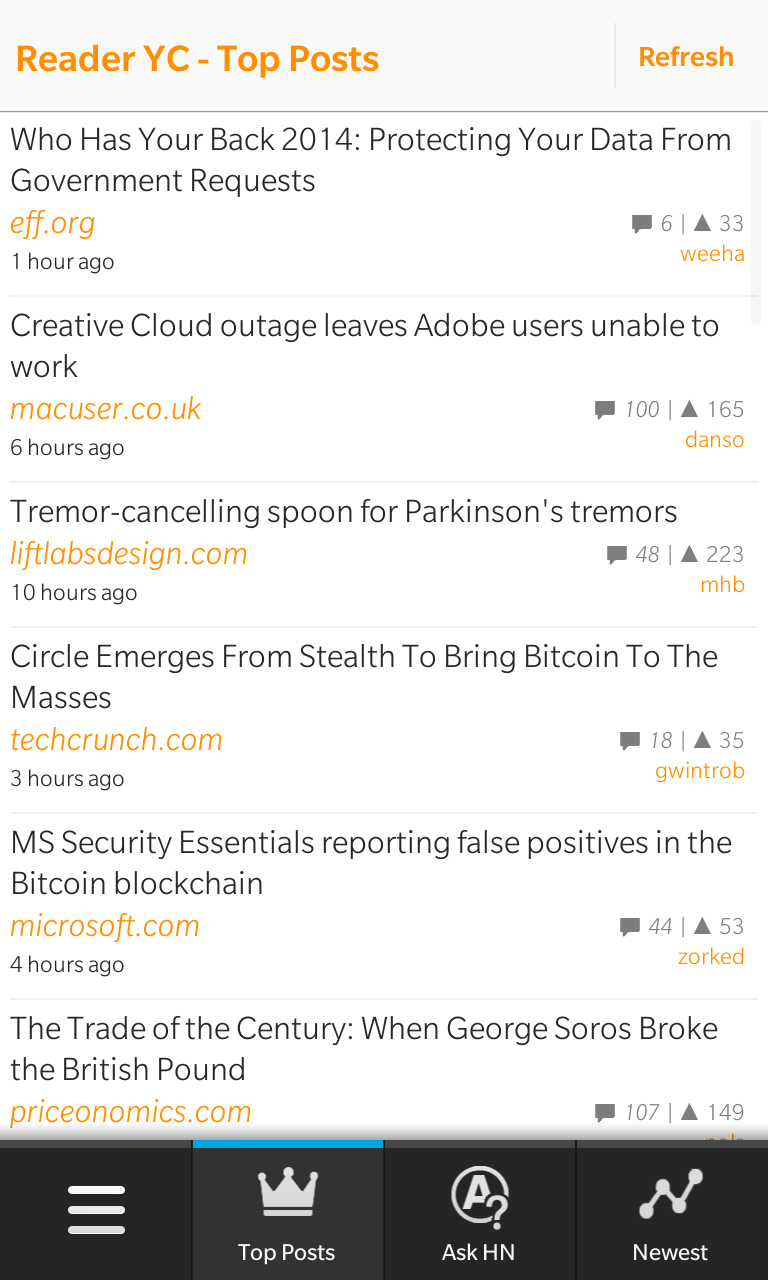 Reader YC - Top Posts
Refresh
Who Has Your Back 2014: Protecting Your Data From
Government Requests
eff.org
6 | 33
weeha
1 hour ago
Creative Cloud outage leaves Adobe users unable to
work
macuser.co.uk
100 | 165
danso
6 hours ago
Tremor-cancelling spoon for Parkinson's tremors
liftlabsdesign.com
48 | 223
mhb
10 hours ago
Circle Emerges From Stealth To Bring Bitcoin To The
Masses
techcrunch.com
18 | 35
gwintrob
3 hours ago
MS Security Essentials reporting false positives in the
Bitcoin blockchain
microsoft.com
44 | 53
zorked
4 hours ago
The Trade of the Century: When George Soros Broke
the British Pound
priceonomics.com
107 | 149
Top Posts
A?
Ask HN
Newest